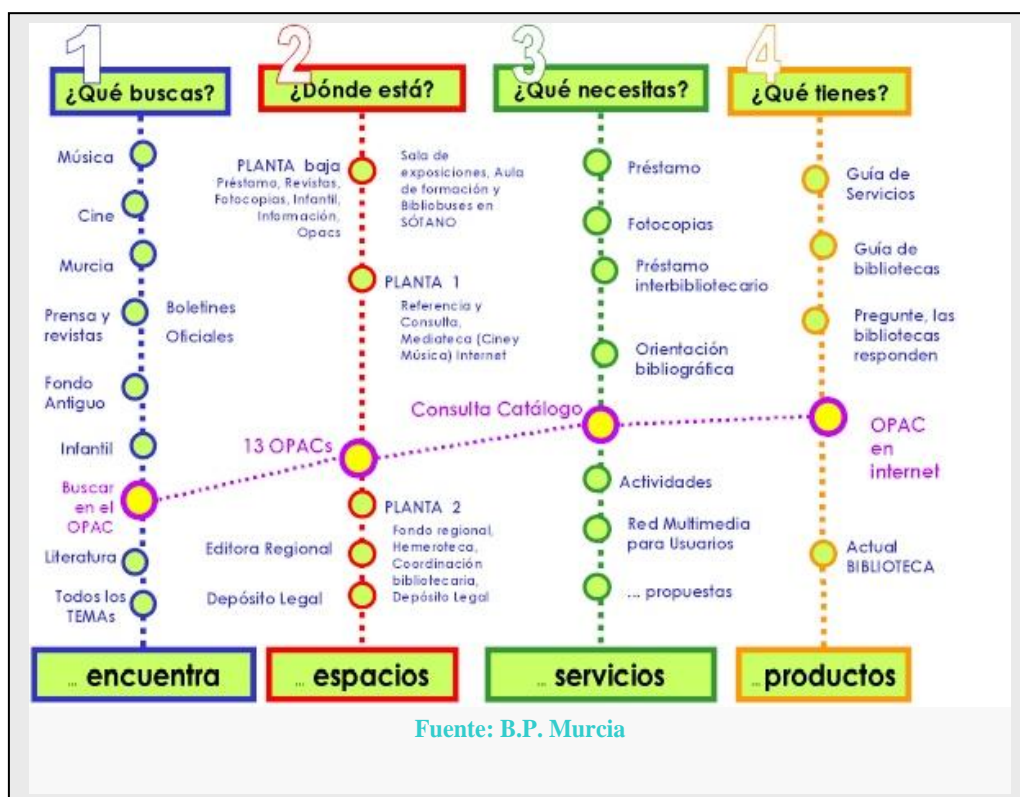 1
¿Qué buscas?
Música
Cine
Murcia
Prensa y
revistas
Boletines
Oficiales
Fondo
Antiguo
Infantil
Buscar
en el
OPAC
Literatura
Todos los
TEMAs
... encuentra
2
¿Dónde está?
PLANTA baja
Préstamo, Revistas,
Fotocopias, Infantil,
Información,
Opacs
Sala de
exposiciones, Aula
de formación y
Bibliobuses en
SÓTANO
PLANTA 1
Referencia y
Consulta,
Mediateca (Cine y
Música) Internet
13 OPACs
PLANTA 2
Fondo regional,
Hemeroteca,
Coordinación
bibliotecaria,
Depósito Legal
Editora Regional
Depósito Legal
... espacios
3
¿Qué necesitas?
Préstamo
Fotocopias
Préstamo
interbibliotecario
Orientación
bibliográfica
Consulta Catálogo
Actividades
Red Multimedia
para Usuarios
... propuestas
... servicios
4
¿Qué tienes?
Guía de
Servicios
Guía de
bibliotecas
Pregunte, las
bibliotecas
responden
OPAC
en
internet
Actual
BIBLIOTECA
... productos
Fuente: B.P. Murcia